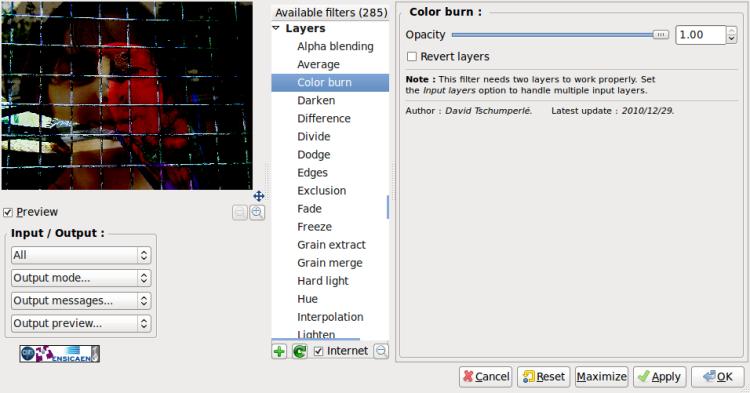 Preview
Input / Output :
All
Output mode...
Output messages...
Output preview...
ENSICAEN
Available filters (285)
Layers
Alpha blending
Average
Color burn
Darken
Difference
Divide
Dodge
Edges
Exclusion
Fade
Freeze
Grain extract
Grain merge
Hard light
Hue
Interpolation
Lighten
Internet
Color burn :
Opacity 1.00
Revert layers
Note : This filter needs two layers to work properly. Set
the Input layers option to handle multiple input layers.
Author : David Tschumperlé. Latest update : 2010/12/29.
Cancel Reset Maximize Apply OK